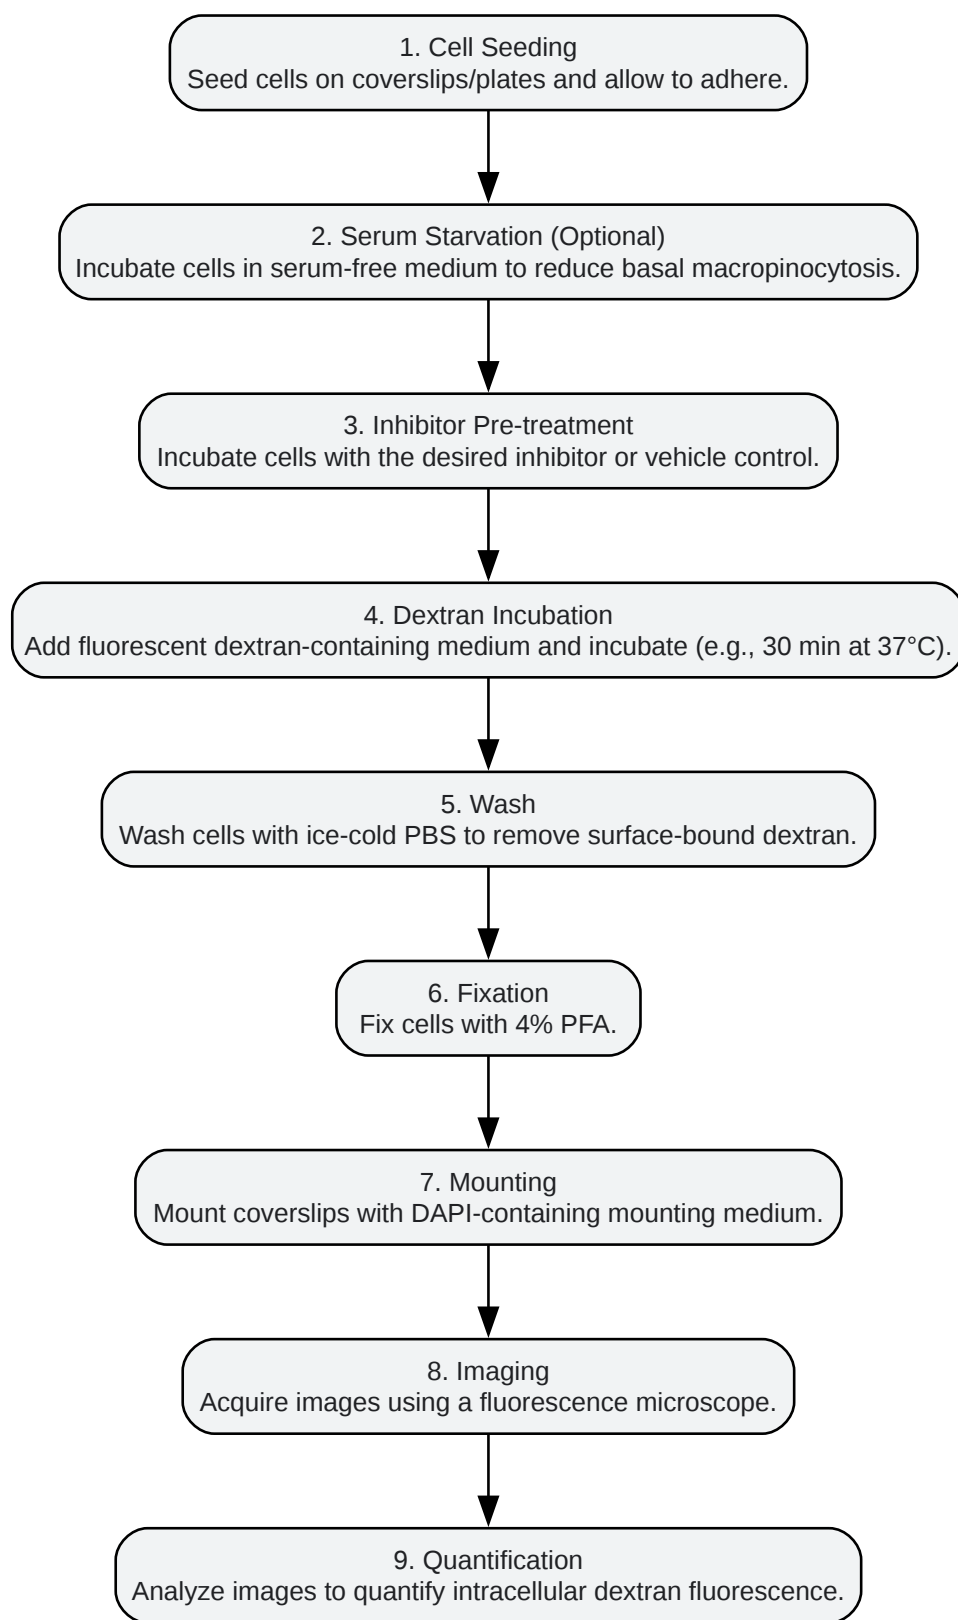 1. Cell Seeding
Seed cells on coverslips/plates and allow to adhere.
2. Serum Starvation (Optional)
Incubate cells in serum-free medium to reduce basal macropinocytosis.
3. Inhibitor Pre-treatment
Incubate cells with the desired inhibitor or vehicle control.
4. Dextran Incubation
Add fluorescent dextran-containing medium and incubate (e.g., 30 min at 37°C).
5. Wash
Wash cells with ice-cold PBS to remove surface-bound dextran.
6. Fixation
Fix cells with 4% PFA.
7. Mounting
Mount coverslips with DAPI-containing mounting medium.
8. Imaging
Acquire images using a fluorescence microscope.
9. Quantification
Analyze images to quantify intracellular dextran fluorescence.